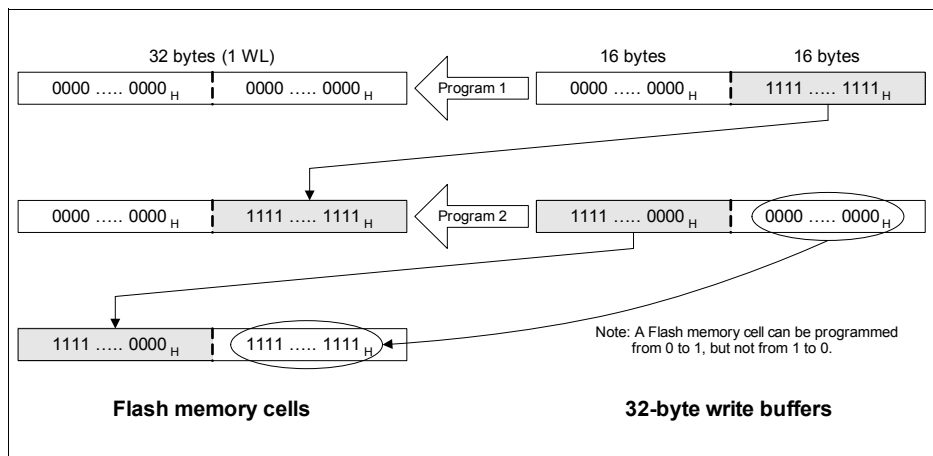 32 bytes (1 WL)
16 bytes
16 bytes
0000 ..... 0000 H
0000 ..... 0000 H
Program 1
0000 ..... 0000 H
1111 ..... 1111 H
0000 ..... 0000 H
1111 ..... 1111 H
Program 2
1111 ..... 0000 H
0000 ..... 0000 H
1111 ..... 0000 H
1111 ..... 1111 H
Note: A Flash memory cell can be programmed
from 0 to 1, but not from 1 to 0.
Flash memory cells
32-byte write buffers